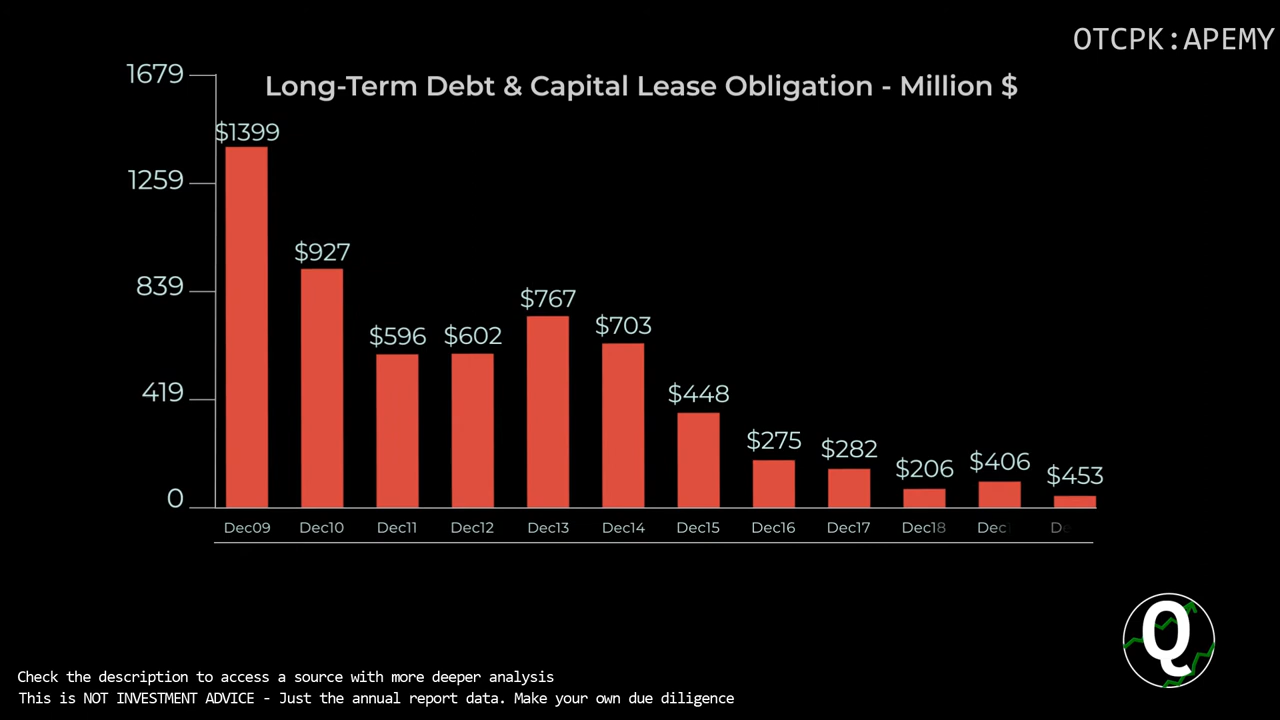 OTCPK:APEMY
Long-Term Debt & Capital Lease Obligation - Million $
1679
1259
839
419
0
$1399
$927
$596
$602
$767
$703
$448
$275
$282
$206
$406
$453
Dec09 Dec10 Dec11 Dec12 Dec13 Dec14 Dec15 Dec16 Dec17 Dec18 Dec
Q
Check the description to access a source with more deeper analysis
This is NOT INVESTMENT ADVICE - Just the annual report data. Make your own due diligence